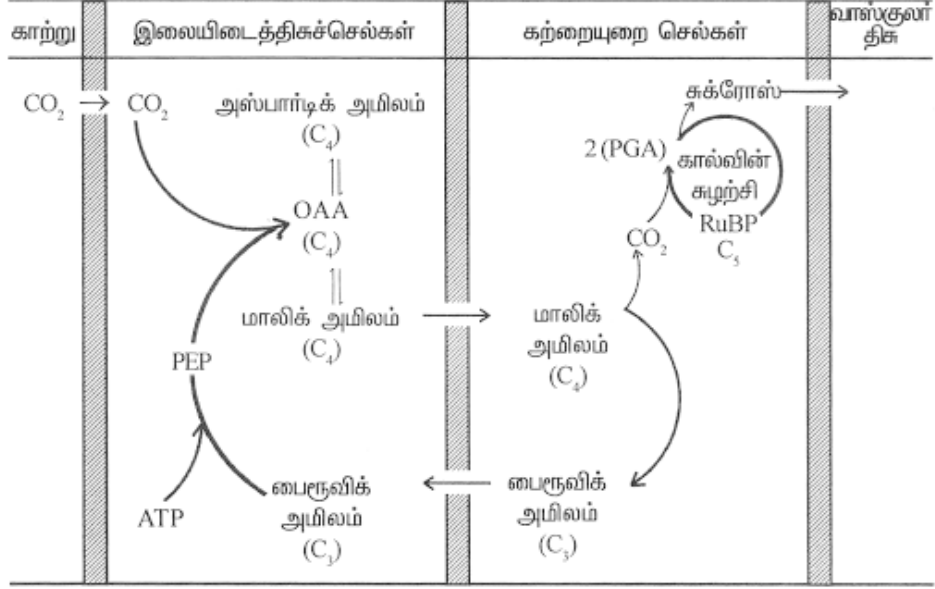 காற்று
இலையிடைத்திசுச்செல்கள்
கற்றையுறை செல்கள்
வாஸ்குலர்
திசு
CO₂
CO₂
அஸ்பார்டிக் அமிலம்
(C₄)
OAA
(C₄)
மாலிக் அமிலம்
(C₄)
PEP
ATP
பைரூவிக்
அமிலம்
(C₃)
சுக்ரோஸ்
2 (PGA)
கால்வின்
சுழற்சி
RuBP
C₅
CO₂
மாலிக்
அமிலம்
(C₄)
பைரூவிக்
அமிலம்
(C₃)